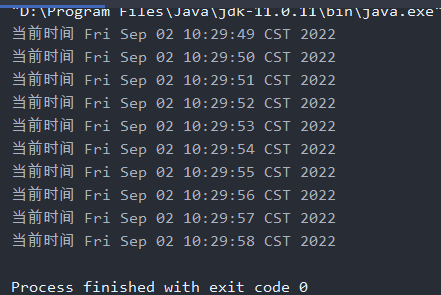 "D:\Program Files\Java\jdk-11.0.11\bin\java.exe"
当前时间 Fri Sep 02 10:29:49 CST 2022
当前时间 Fri Sep 02 10:29:50 CST 2022
当前时间 Fri Sep 02 10:29:51 CST 2022
当前时间 Fri Sep 02 10:29:52 CST 2022
当前时间 Fri Sep 02 10:29:53 CST 2022
当前时间 Fri Sep 02 10:29:54 CST 2022
当前时间 Fri Sep 02 10:29:55 CST 2022
当前时间 Fri Sep 02 10:29:56 CST 2022
当前时间 Fri Sep 02 10:29:57 CST 2022
当前时间 Fri Sep 02 10:29:58 CST 2022
Process finished with exit code 0